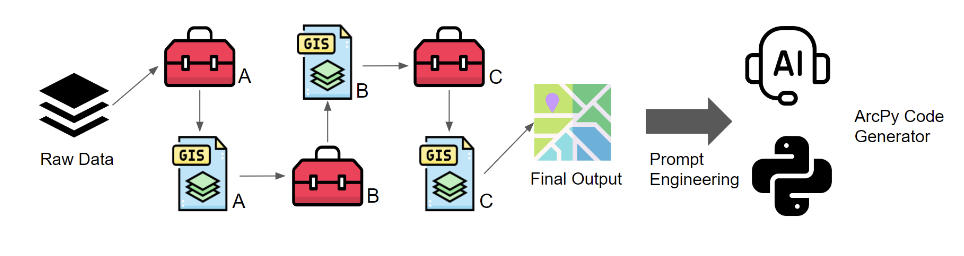 Raw Data
A
GIS
A
B
GIS
B
C
GIS
C
Final Output
Prompt
Engineering
AI
ArcPy Code
Generator